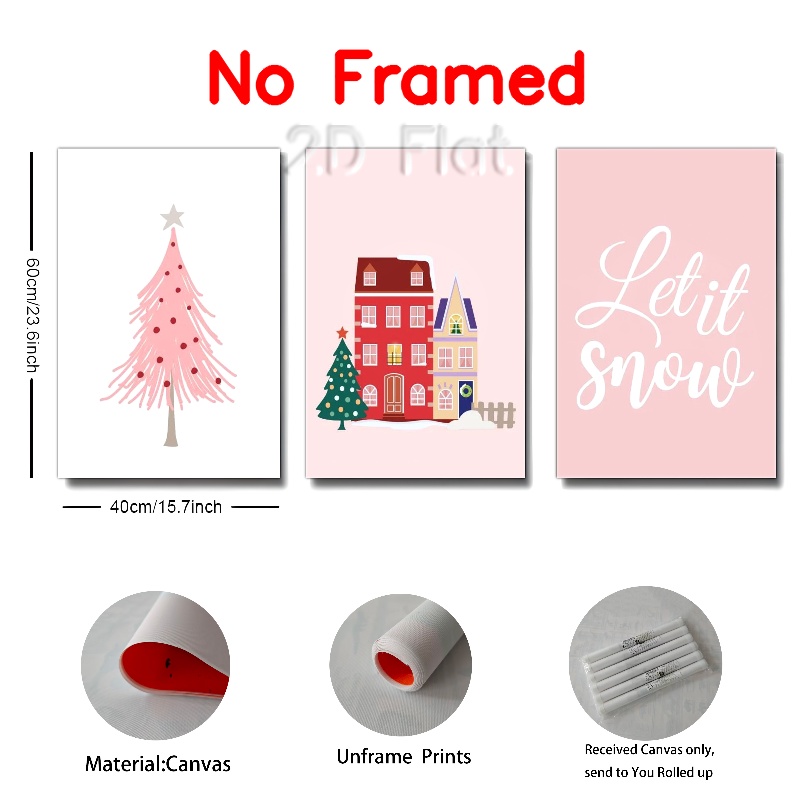 No Framed
2D Flat
60cm/23.6inch
Let it
snow
40cm/15.7inch
Material:Canvas
Unframe Prints
Received Canvas only,
send to You Rolled up